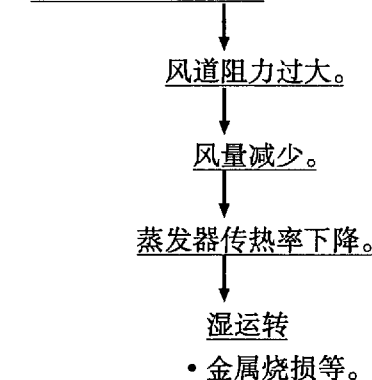 风道阻力过大。
风量减少。
蒸发器传热率下降。
湿运转
•金属烧损等。